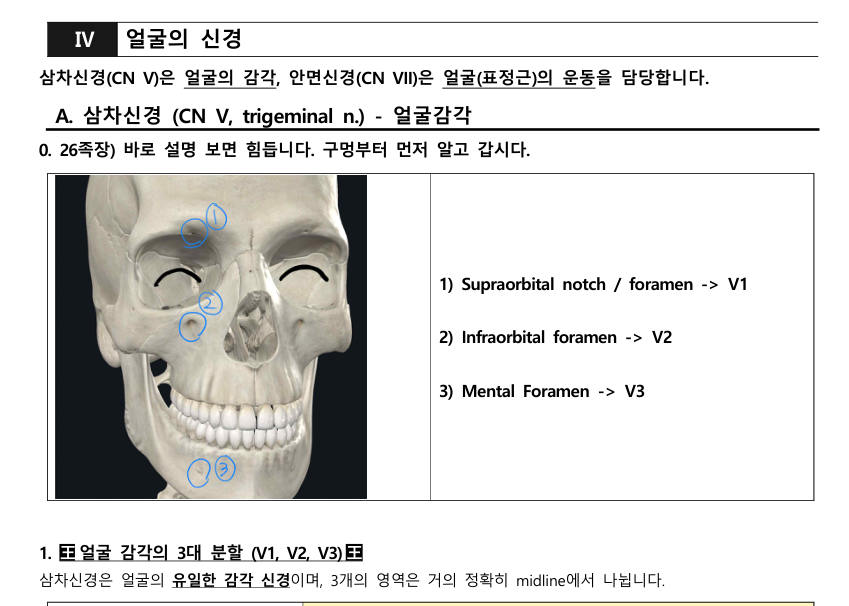 IV 얼굴의 신경
삼차신경(CN V)은 얼굴의 감각, 안면신경(CN VII)은 얼굴(표정근)의 운동을 담당합니다.
A. 삼차신경 (CN V, trigeminal n.) - 얼굴감각
0. 26족장) 바로 설명 보면 힘듭니다. 구멍부터 먼저 알고 갑시다.
1
2
3
1) Supraorbital notch / foramen -> V1
2) Infraorbital foramen -> V2
3) Mental Foramen -> V3
1. 王 얼굴 감각의 3대 분할 (V1, V2, V3) 王
삼차신경은 얼굴의 유일한 감각 신경이며, 3개의 영역은 거의 정확히 midline에서 나뉩니다.